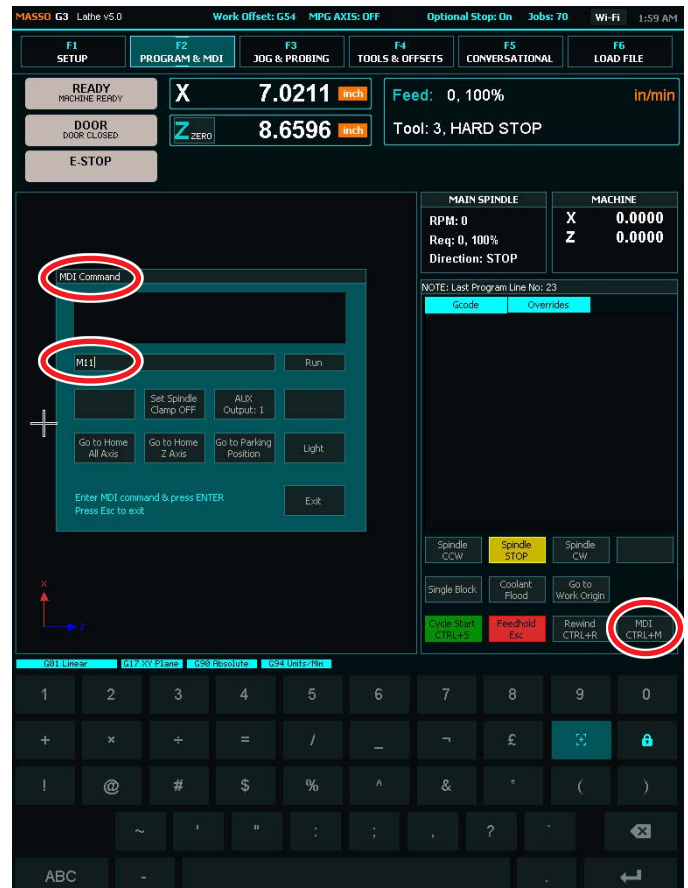 MASSO G3 Lathe v5.0 Work Offset: G54 MPG AXIS: OFF Optional Stop: On Jobs: 70 Wi-Fi 1:59 AM
F1 F2 F3 F4 F5 F6
SETUP PROGRAM & MDI JOG & PROBING TOOLS & OFFSETS CONVERSATIONAL LOAD FILE
READY
MACHINE READY
DOOR
DOOR CLOSED
E-STOP
X 7.0211 inch
Z ZERO 8.6596 inch
Feed: 0, 100% in/min
Tool: 3, HARD STOP
MAIN SPINDLE
RPM: 0
Req: 0, 100%
Direction: STOP
MACHINE
X 0.0000
Z 0.0000
MDI Command
M11
Run
Set Spindle
Clamp OFF
AUX
Output: 1
Go to Home
All Axis
Go to Home
Z Axis
Go to Parking
Position
Light
Enter MDI command & press ENTER
Press Esc to exit
Exit
NOTE: Last Program Line No: 23
Gcode Overrides
Spindle
CCW
Spindle
STOP
Spindle
CW
Single Block
Coolant
Flood
Go to
Work Origin
Cycle Start
CTRL+S
Feedhold
Esc
Rewind
CTRL+R
MDI
CTRL+M
X
Z
G01 Linear G17 XY Plane G90 Absolute G94 Units/Min
1 2 3 4 5 6 7 8 9 0
+ × ÷ = / _ ¬ £
! @ # $ % ^ & * ( )
~ ' " : ; , ? `
ABC - .